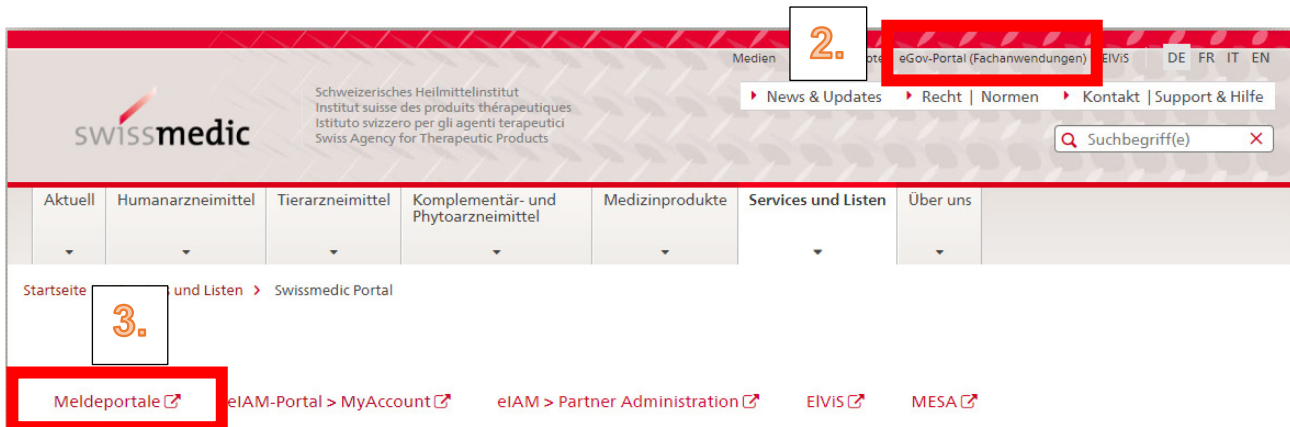 2.
Medien eGov-Portal (Fachanwendungen) ElViS DE FR IT EN
Schweizerisches Heilmittelinstitut
Institut suisse des produits thérapeutiques
Istituto svizzero per gli agenti terapeutici
Swiss Agency for Therapeutic Products
swissmedic
News & Updates Recht | Normen Kontakt | Support & Hilfe
Suchbegriff(e)
Aktuell Humanarzneimittel Tierarzneimittel Komplementär- und Medizinprodukte Services und Listen Über uns
Phytoarzneimittel
Startseite und Listen > Swissmedic Portal
3.
Meldeportale eIAM-Portal > MyAccount eIAM > Partner Administration ElViS MESA